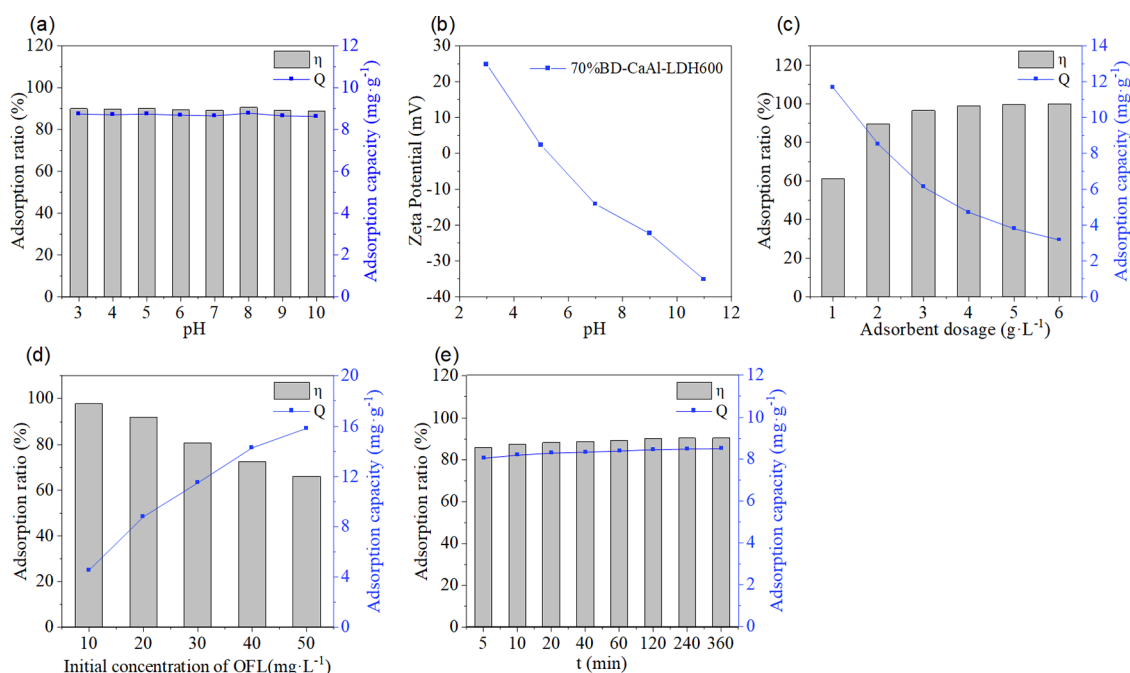 (a)
120
100
80
60
40
20
0
Adsorption ratio (%)
12
10
8
6
4
2
0
Adsorption capacity (mg·g⁻¹)
η
Q
3 4 5 6 7 8 9 10
pH
(b)
30
20
10
0
-10
-20
-30
-40
Zeta Potential (mV)
70%BD-CaAl-LDH600
2 4 6 8 10 12
pH
(c)
120
100
80
60
40
20
0
Adsorption ratio (%)
14
12
10
8
6
4
2
0
Adsorption capacity (mg·g⁻¹)
η
Q
1 2 3 4 5 6
Adsorbent dosage (g·L⁻¹)
(d)
100
80
60
40
20
0
Adsorption ratio (%)
20
16
12
8
4
0
Adsorption capacity (mg·g⁻¹)
η
Q
10 20 30 40 50
Initial concentration of OFL(mg·L⁻¹)
(e)
120
100
80
60
40
20
0
Adsorption ratio (%)
12
10
8
6
4
2
0
Adsorption capacity (mg·g⁻¹)
η
Q
5 10 20 40 60 120 240 360
t (min)